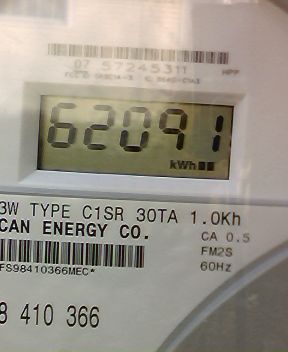 07 57245311
62091
kWh
3W TYPE C1SR 30TA 1.0Kh
CAN ENERGY CO.
CA 0.5
FM2S
60Hz
FS98410366MEC*
8 410 366